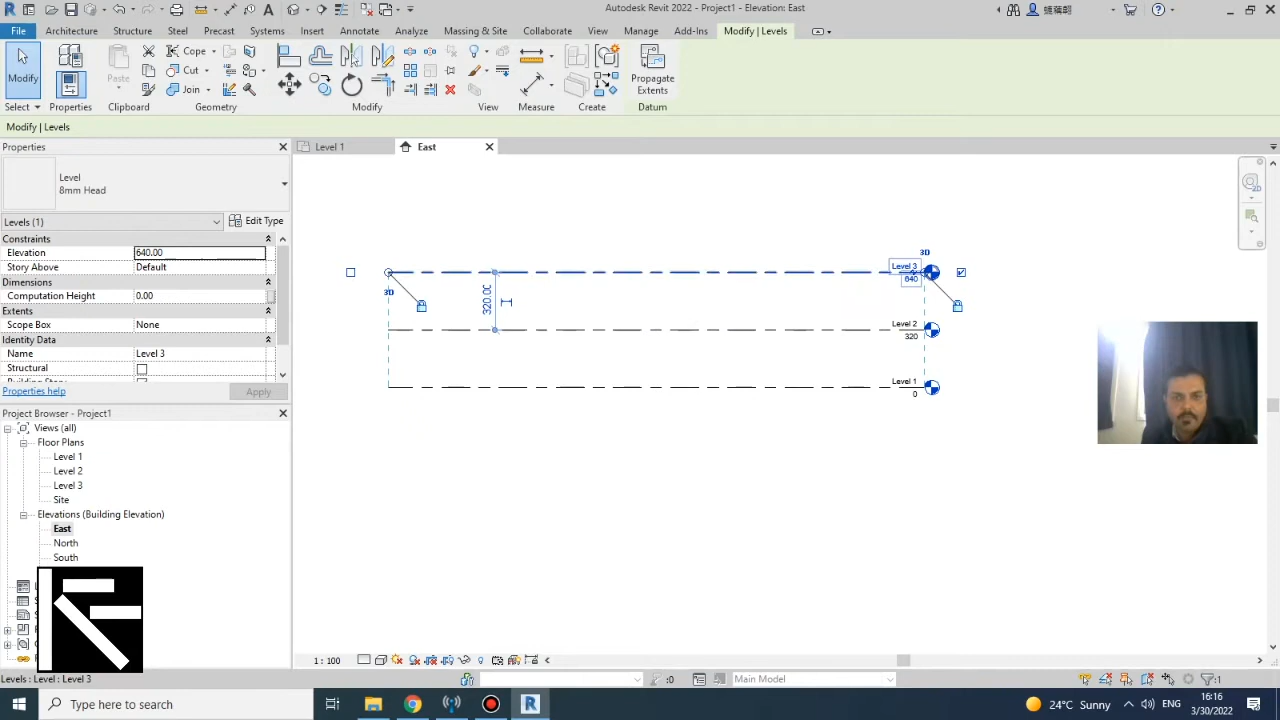 Autodesk Revit 2022 - Project1 - Elevation: East
File Architecture Structure Steel Precast Systems Insert Annotate Analyze Massing & Site Collaborate View Manage Add-Ins Modify | Levels
Modify
Paste
Cope
Cut
Join
Propagate
Extents
Select Properties Clipboard Geometry Modify View Measure Create Datum
Modify | Levels
Properties
Level 1
East
Level
8mm Head
Levels (1)
Edit Type
Constraints
Elevation 640.00
Story Above Default
Dimensions
Computation Height 0.00
Extents
Scope Box None
Identity Data
Name Level 3
Structural
Properties help
Apply
3D
Level 3
640
3D
320.00
Level 2
320
Level 1
0
Project Browser - Project1
Views (all)
Floor Plans
Level 1
Level 2
Level 3
Site
Elevations (Building Elevation)
East
North
South
1 : 100
Levels : Level : Level 3
:0
Main Model
:1
Type here to search
24°C Sunny
ENG
16:16
3/30/2022